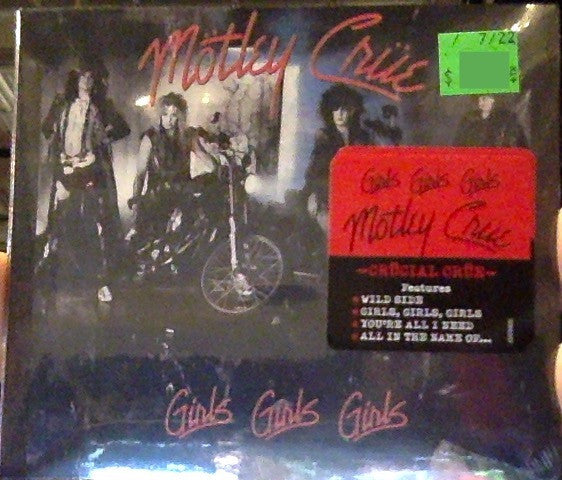 Mötley Crüe
/ 7/22
Girls Girls Girls
Mötley Crüe
~CRÜCIAL CRÜE~
Features
WILD SIDE
GIRLS, GIRLS, GIRLS
YOU'RE ALL I NEED
ALL IN THE NAME OF...
Girls Girls Girls